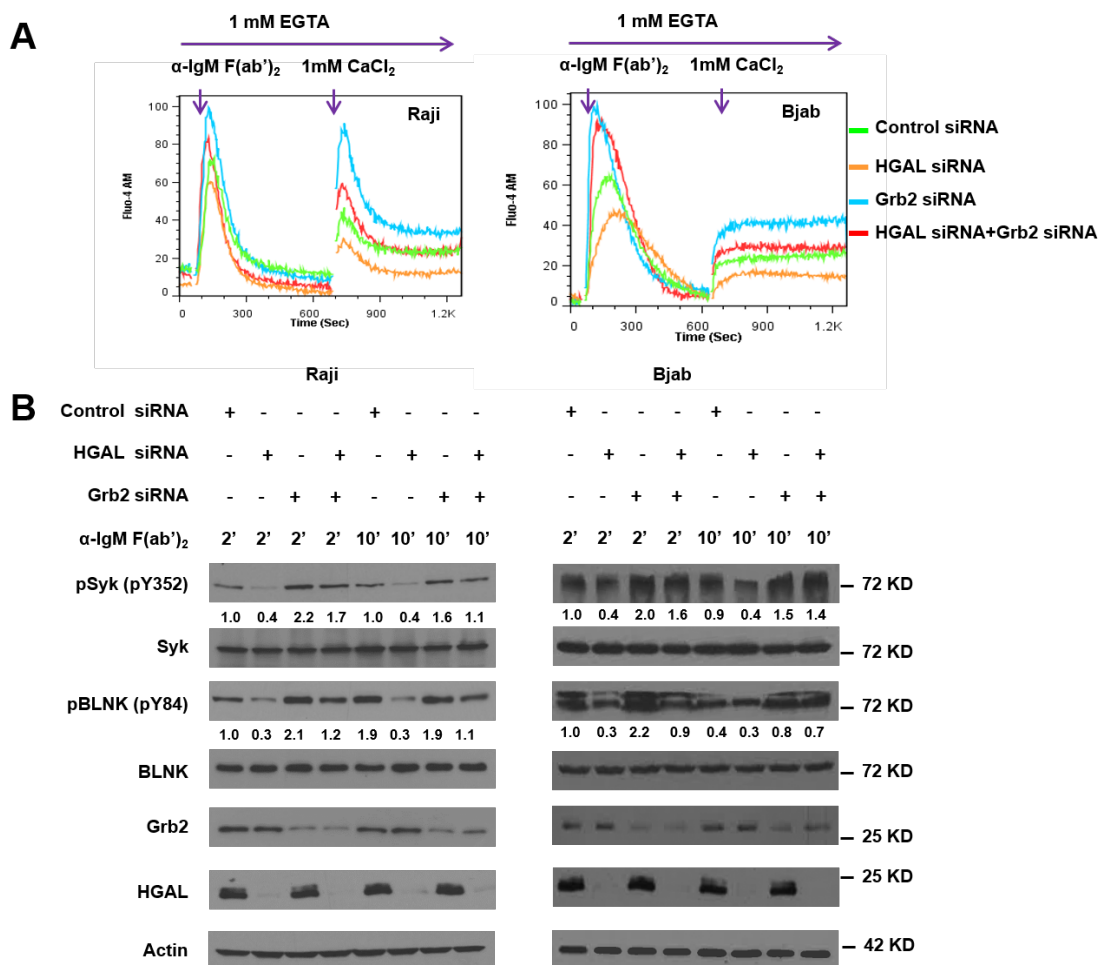 A
1 mM EGTA
1 mM EGTA
α-IgM F(ab’)₂
1mM CaCl₂
α-IgM F(ab’)₂
1mM CaCl₂
Raji
Bjab
Control siRNA
HGAL siRNA
Grb2 siRNA
HGAL siRNA+Grb2 siRNA
Fluo-4 AM
100
80
60
40
20
0
0 300 600 900 1.2K
Time (Sec)
Fluo-4 AM
100
80
60
40
20
0
0 300 600 900 1.2K
Time (Sec)
Raji
Bjab
B
Control siRNA + - - - + - - - + - - - + - - -
HGAL siRNA - + - + - + - + - + - + - + - +
Grb2 siRNA - - + + - - + + - - + + - - + +
α-IgM F(ab’)₂ 2’ 2’ 2’ 2’ 10’ 10’ 10’ 10’ 2’ 2’ 2’ 2’ 10’ 10’ 10’ 10’
pSyk (pY352) 72 KD
1.0 0.4 2.2 1.7 1.0 0.4 1.6 1.1 1.0 0.4 2.0 1.6 0.9 0.4 1.5 1.4
Syk 72 KD
pBLNK (pY84) 72 KD
1.0 0.3 2.1 1.2 1.9 0.3 1.9 1.1 1.0 0.3 2.2 0.9 0.4 0.3 0.8 0.7
BLNK 72 KD
Grb2 25 KD
HGAL 25 KD
Actin 42 KD